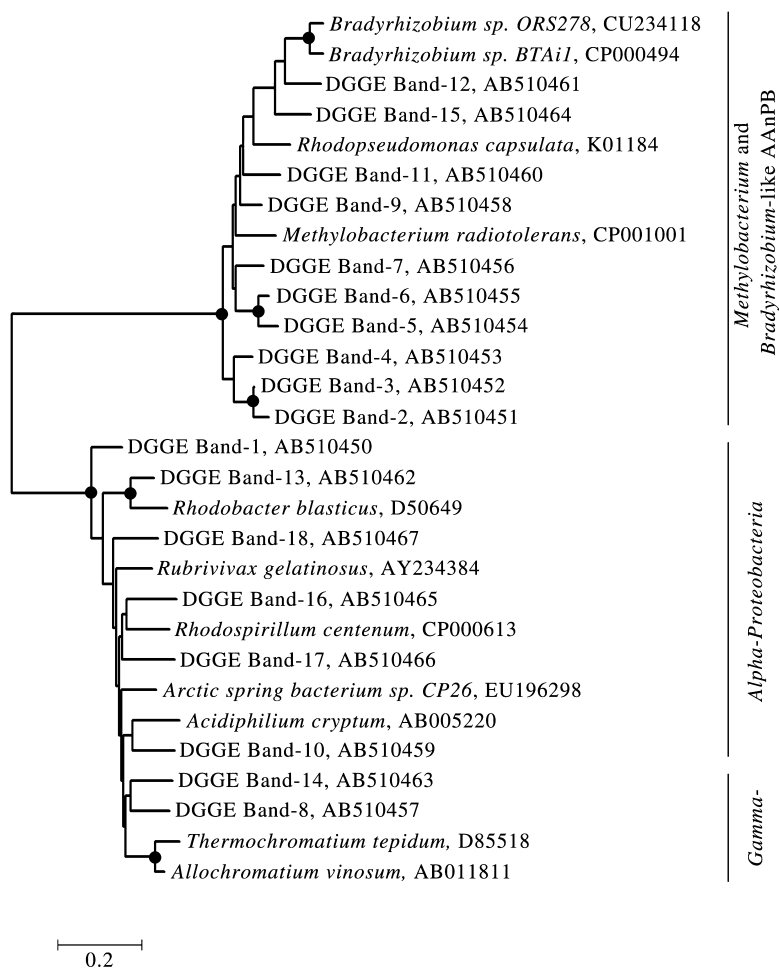 Bradyrhizobium sp. ORS278, CU234118
Bradyrhizobium sp. BTAi1, CP000494
DGGE Band-12, AB510461
DGGE Band-15, AB510464
Rhodopseudomonas capsulata, K01184
DGGE Band-11, AB510460
DGGE Band-9, AB510458
Methylobacterium radiotolerans, CP001001
DGGE Band-7, AB510456
DGGE Band-6, AB510455
DGGE Band-5, AB510454
DGGE Band-4, AB510453
DGGE Band-3, AB510452
DGGE Band-2, AB510451
Methylobacterium and
Bradyrhizobium-like AAnPB
DGGE Band-1, AB510450
DGGE Band-13, AB510462
Rhodobacter blasticus, D50649
DGGE Band-18, AB510467
Rubrivivax gelatinosus, AY234384
DGGE Band-16, AB510465
Rhodospirillum centenum, CP000613
DGGE Band-17, AB510466
Arctic spring bacterium sp. CP26, EU196298
Acidiphilium cryptum, AB005220
DGGE Band-10, AB510459
Alpha-Proteobacteria
DGGE Band-14, AB510463
DGGE Band-8, AB510457
Thermochromatium tepidum, D85518
Allochromatium vinosum, AB011811
Gamma-
0.2